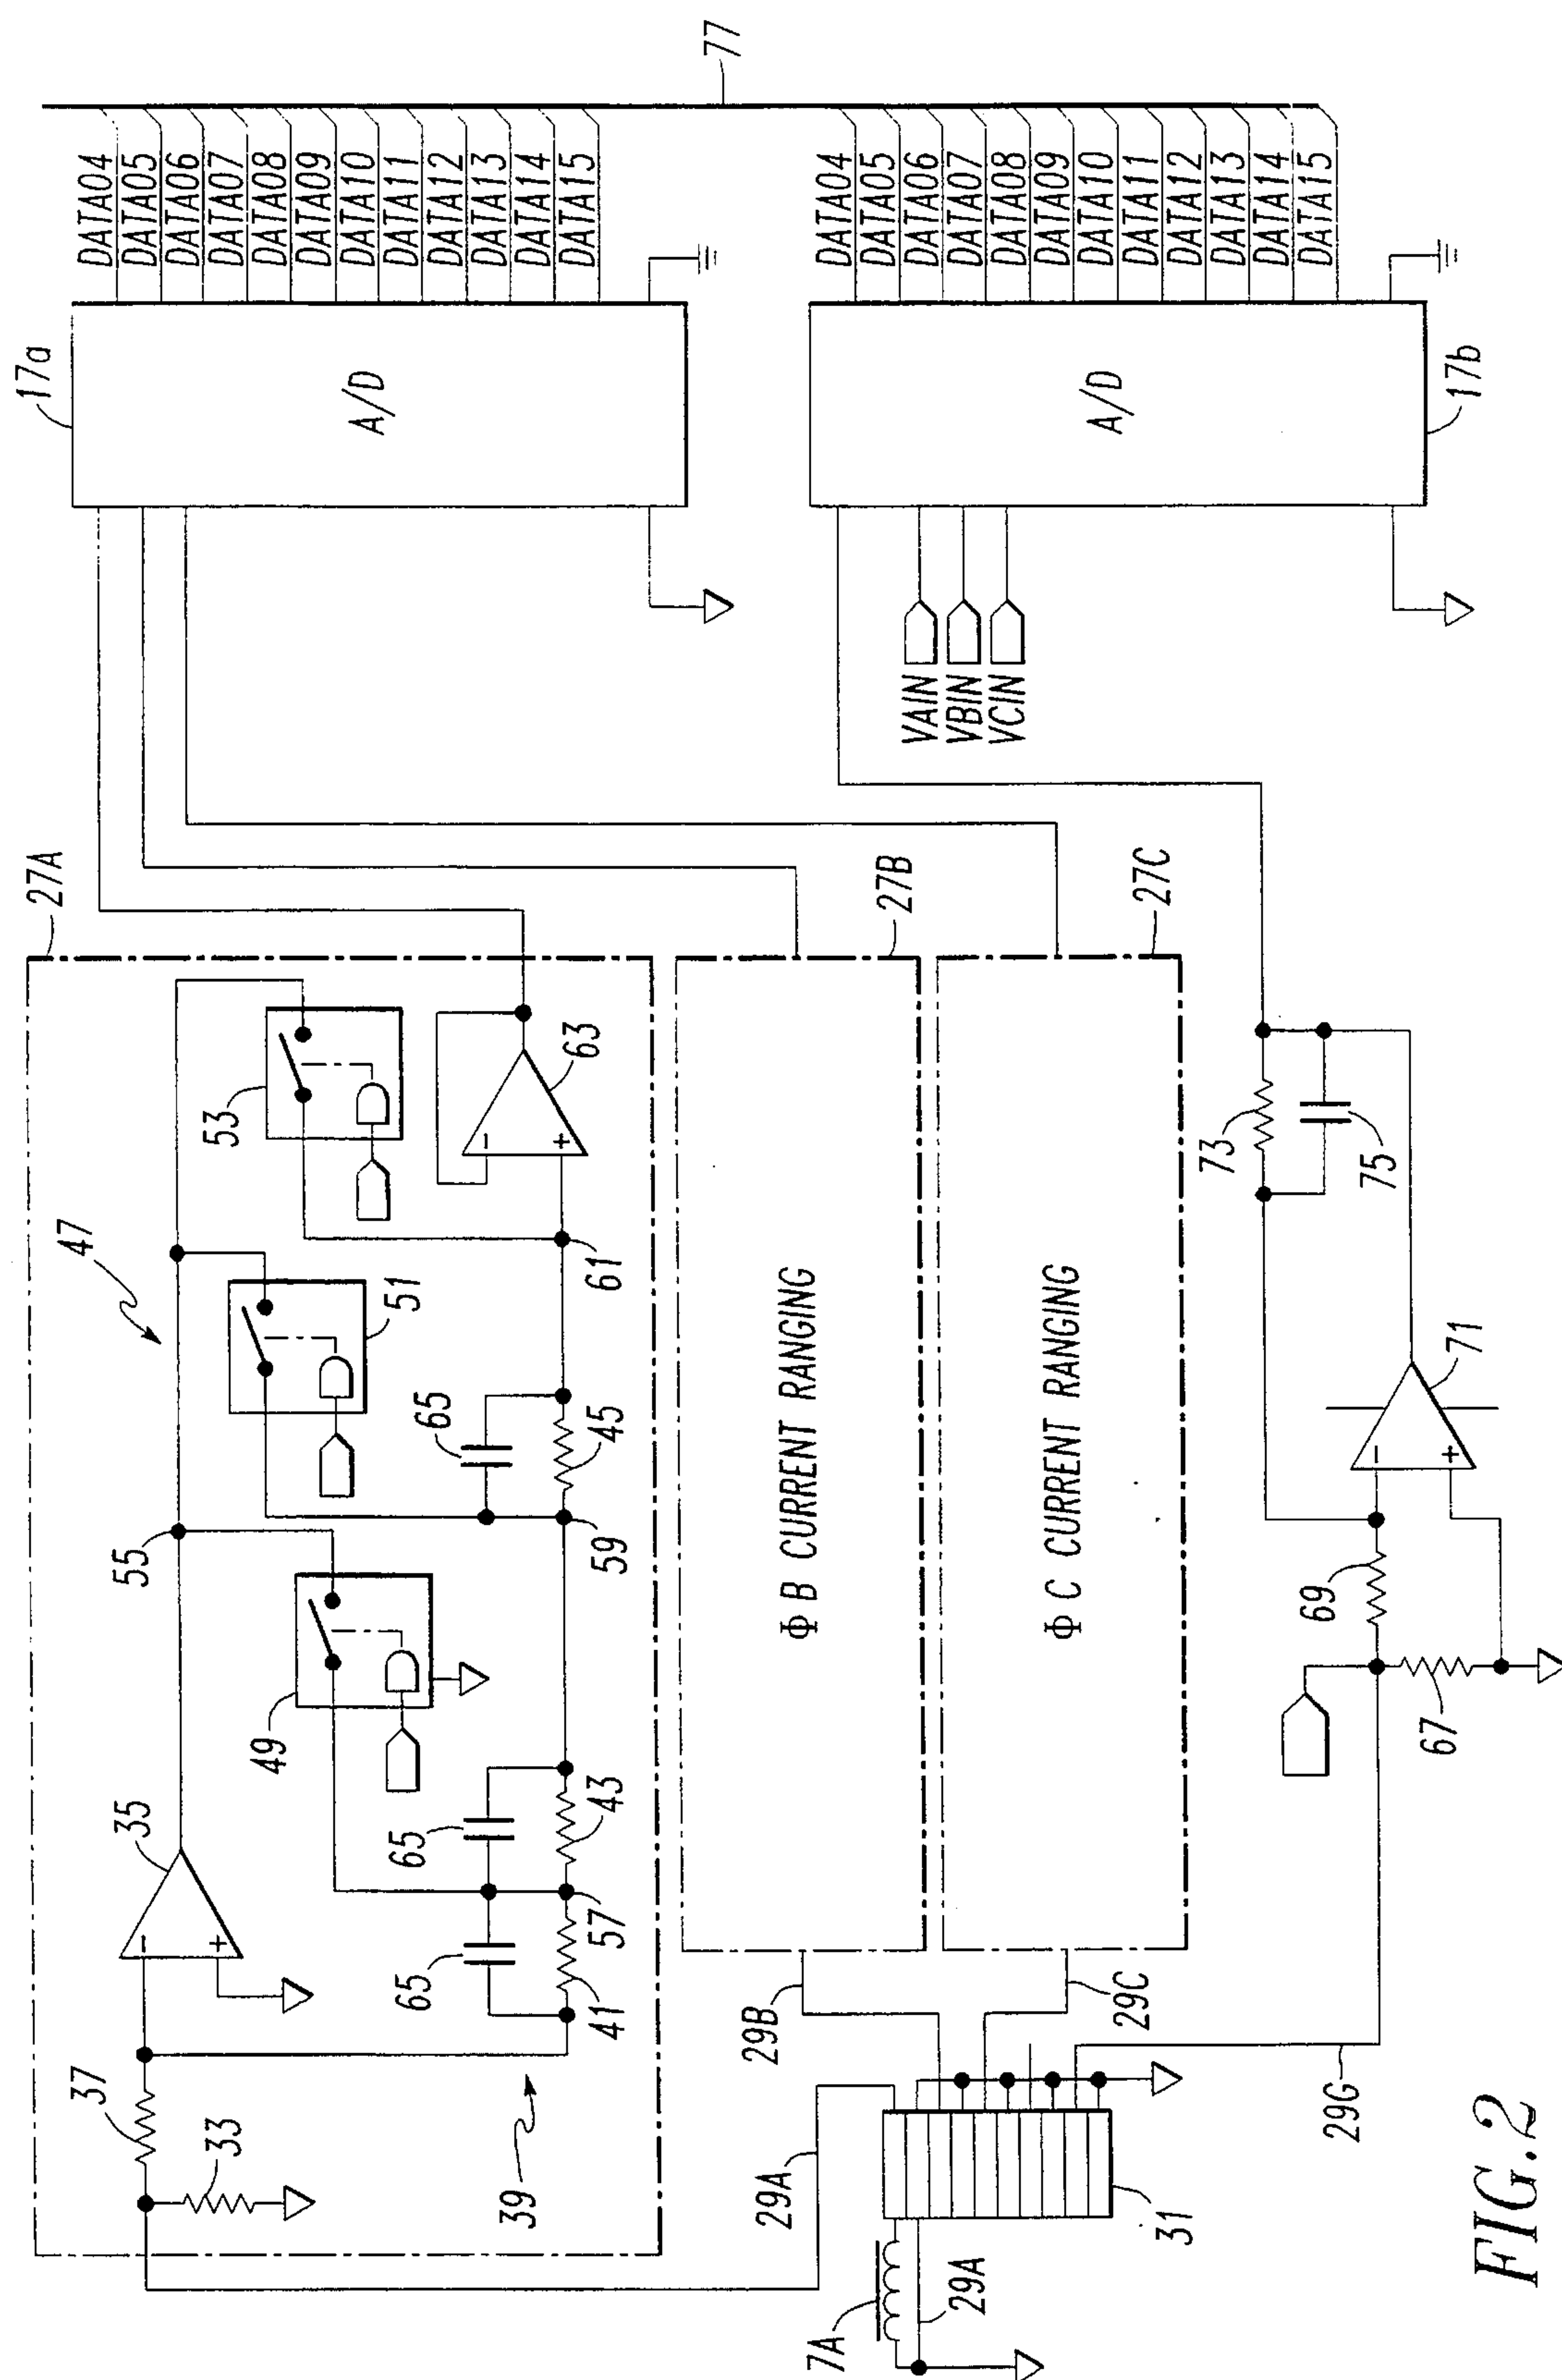 27A
47
55
35
37
33
39
41
57
43
65
65
65
45
59
61
49
51
53
63
-
+
-
+
17a
A/D
DATA04
DATA05
DATA06
DATA07
DATA08
DATA09
DATA10
DATA11
DATA12
DATA13
DATA14
DATA15
77
27B
Φ B CURRENT RANGING
27C
Φ C CURRENT RANGING
29B
29C
29A
29A
7A
31
29G
VAIN
VBIN
VCIN
A/D
17b
DATA04
DATA05
DATA06
DATA07
DATA08
DATA09
DATA10
DATA11
DATA12
DATA13
DATA14
DATA15
67
69
71
-
+
73
75
FIG.2